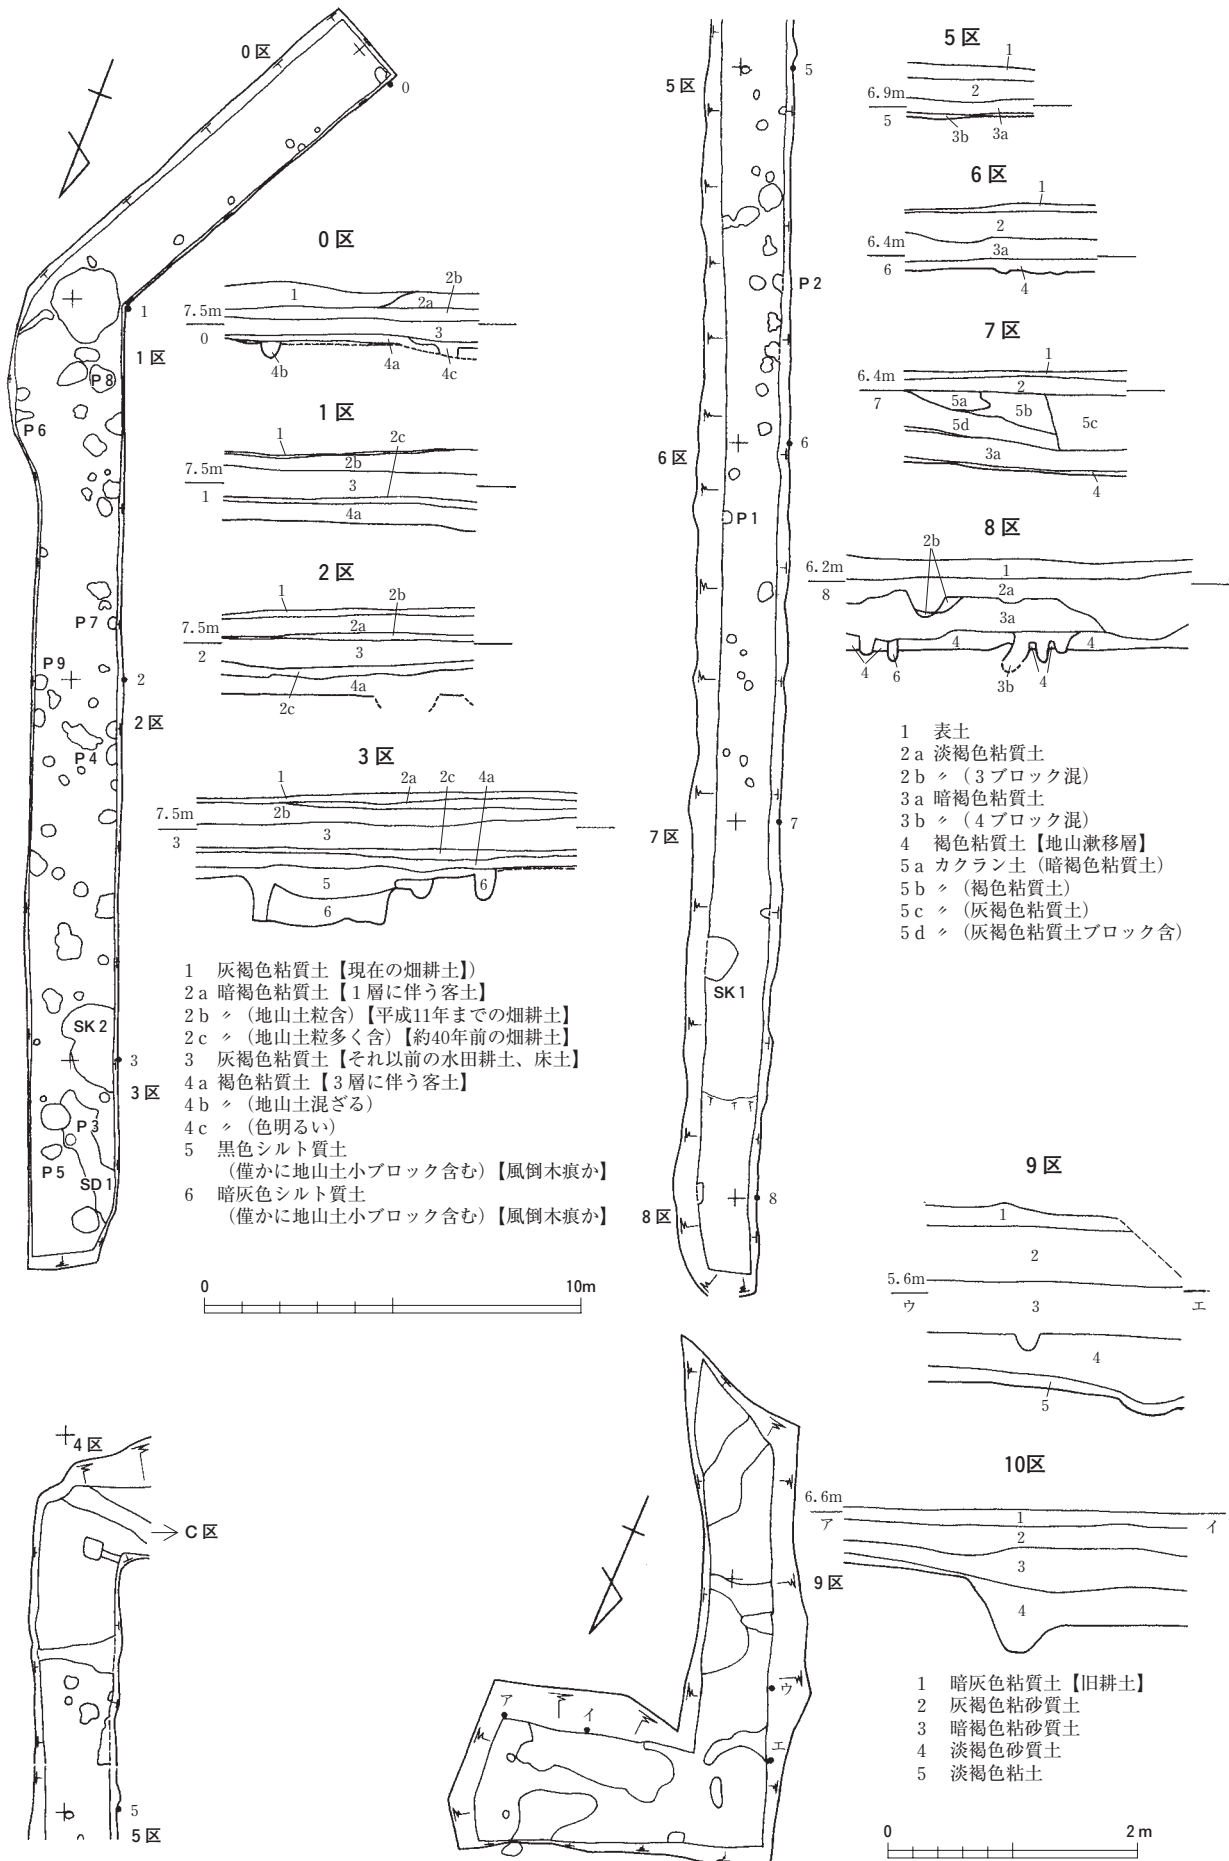 0区
0
1
1区
P8
P6
P7
P9
2
2区
P4
SK2
3
3区
P3
P5
SD1
0区
1
2a
2b
7.5m
0
3
4b
4a
4c
1区
1
2c
2b
7.5m
1
3
4a
2区
1
2b
2a
7.5m
2
3
4a
2c
3区
1
2a
2c
4a
2b
7.5m
3
3
5
6
6
1 灰褐色粘質土【現在の畑耕土】)
2a 暗褐色粘質土【1層に伴う客土】
2b 〃(地山土粒含)【平成11年までの畑耕土】
2c 〃(地山土粒多く含)【約40年前の畑耕土】
3 灰褐色粘質土【それ以前の水田耕土、床土】
4a 褐色粘質土【3層に伴う客土】
4b 〃(地山土混ざる)
4c 〃(色明るい)
5 黒色シルト質土
(僅かに地山土小ブロック含む)【風倒木痕か】
6 暗灰色シルト質土
(僅かに地山土小ブロック含む)【風倒木痕か】
0 10m
4区
C区
5
5区
5区
5
P2
6区
6
P1
7区
7
SK1
8区
8
5区
1
2
6.9m
5
3b
3a
6区
1
2
6.4m
6
3a
4
7区
1
6.4m
7
2
5a
5b
5c
5d
3a
4
8区
2b
1
6.2m
8
2a
3a
4
4
4
6
3b
4
1 表土
2a 淡褐色粘質土
2b 〃(3ブロック混)
3a 暗褐色粘質土
3b 〃(4ブロック混)
4 褐色粘質土【地山漸移層】
5a カクラン土(暗褐色粘質土)
5b 〃(褐色粘質土)
5c 〃(灰褐色粘質土)
5d 〃(灰褐色粘質土ブロック含)
9区
1
2
5.6m
ウ
エ
3
4
5
10区
6.6m
ア
イ
1
2
3
4
9区
ア
イ
ウ
エ
1 暗灰色粘質土【旧耕土】
2 灰褐色粘砂質土
3 暗褐色粘砂質土
4 淡褐色砂質土
5 淡褐色粘土
0 2m